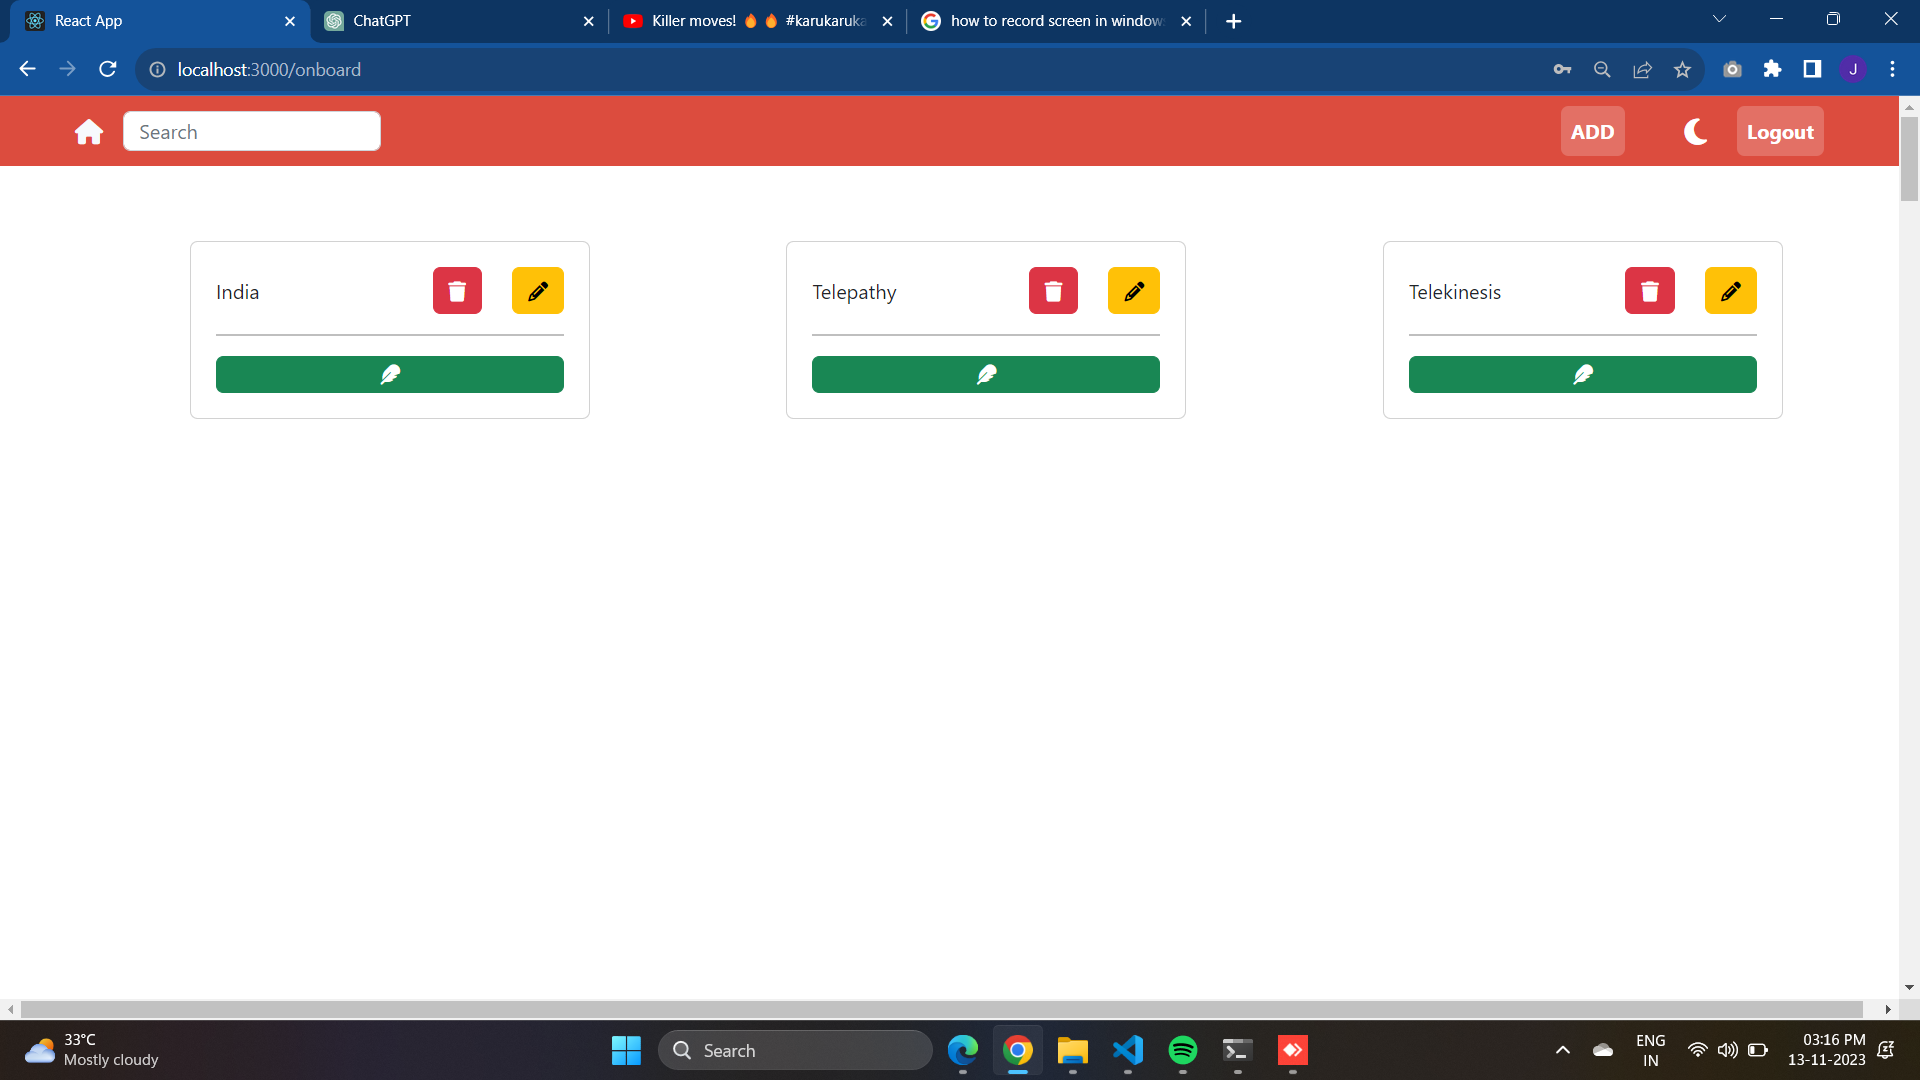 React App
ChatGPT
Killer moves! 🔥 🔥 #karukaruka
how to record screen in window
localhost:3000/onboard
J
Search
ADD
Logout
India
Telepathy
Telekinesis
33°C
Mostly cloudy
Search
ENG
IN
03:16 PM
13-11-2023